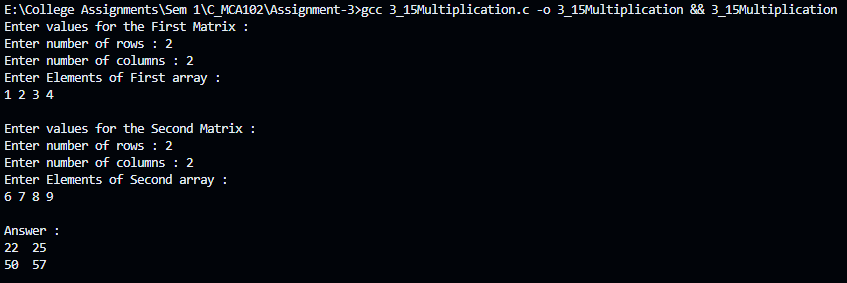 E:\College Assignments\Sem 1\C_MCA102\Assignment-3>gcc 3_15Multiplication.c -o 3_15Multiplication && 3_15Multiplication
Enter values for the First Matrix :
Enter number of rows : 2
Enter number of columns : 2
Enter Elements of First array :
1 2 3 4
Enter values for the Second Matrix :
Enter number of rows : 2
Enter number of columns : 2
Enter Elements of Second array :
6 7 8 9
Answer :
22  25
50  57